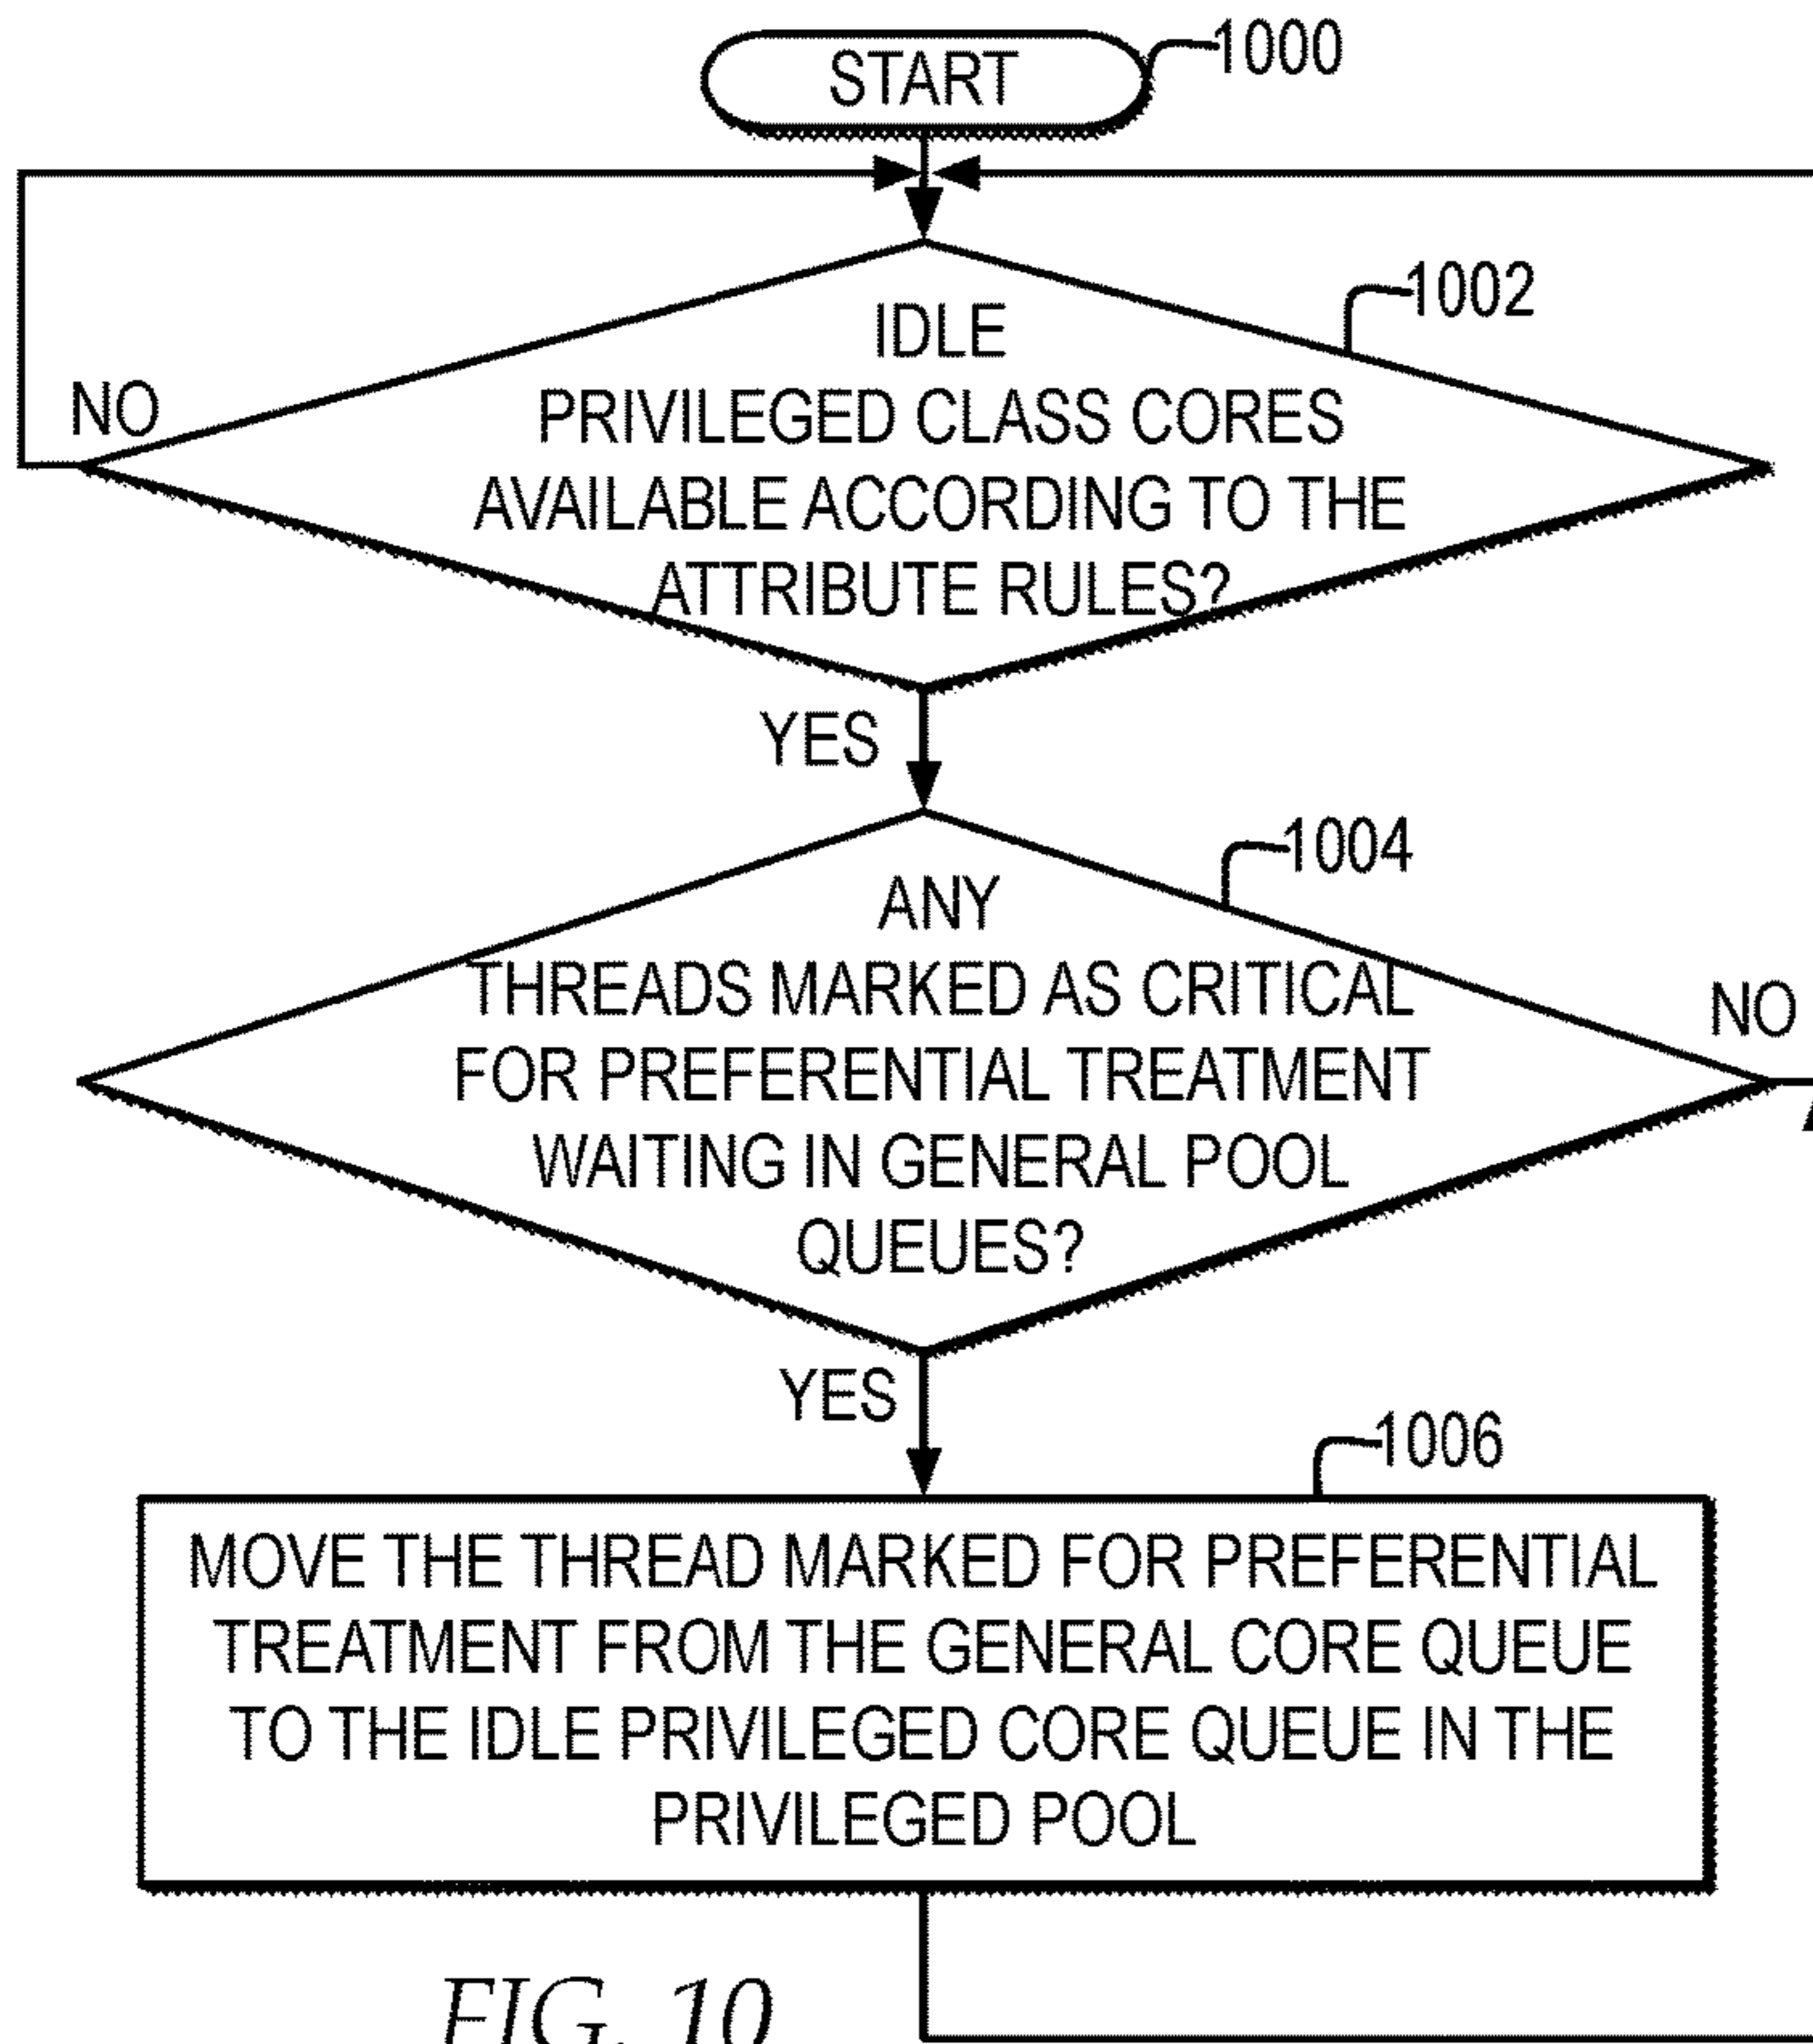 START
1000
1002
IDLE
PRIVILEGED CLASS CORES
AVAILABLE ACCORDING TO THE
ATTRIBUTE RULES?
NO
YES
1004
ANY
THREADS MARKED AS CRITICAL
FOR PREFERENTIAL TREATMENT
WAITING IN GENERAL POOL
QUEUES?
NO
YES
1006
MOVE THE THREAD MARKED FOR PREFERENTIAL
TREATMENT FROM THE GENERAL CORE QUEUE
TO THE IDLE PRIVILEGED CORE QUEUE IN THE
PRIVILEGED POOL
FIG. 10